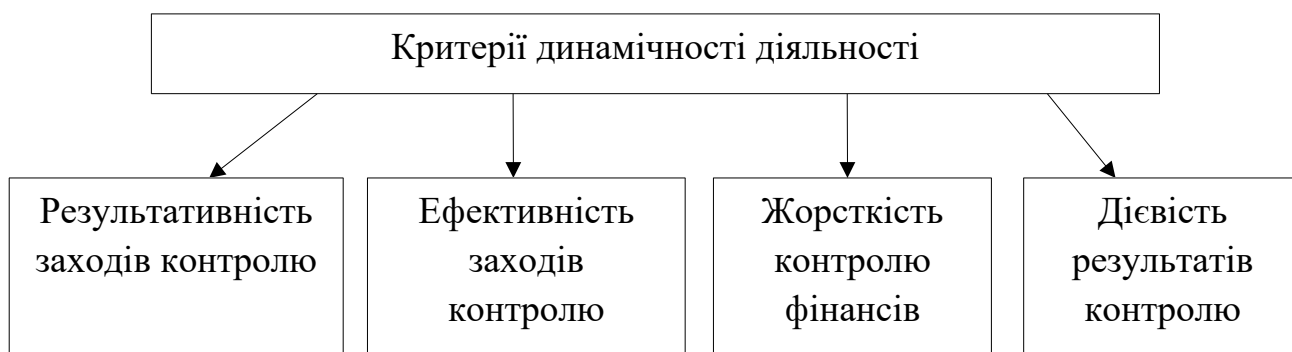 Критерії динамічності діяльності
Результативність
заходів контролю
Ефективність
заходів
контролю
Жорсткість
контролю
фінансів
Дієвість
результатів
контролю